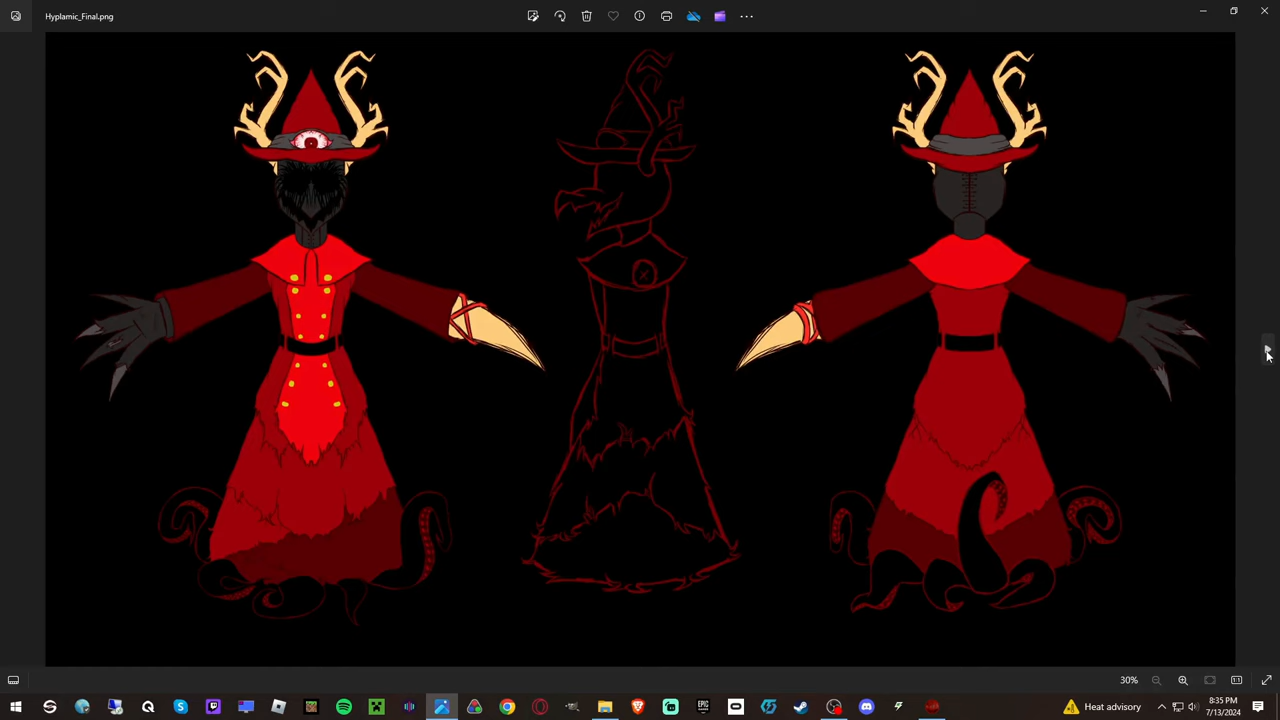 Hyplamic_Final.png
30%
Heat advisory
8:35 PM
7/13/2024